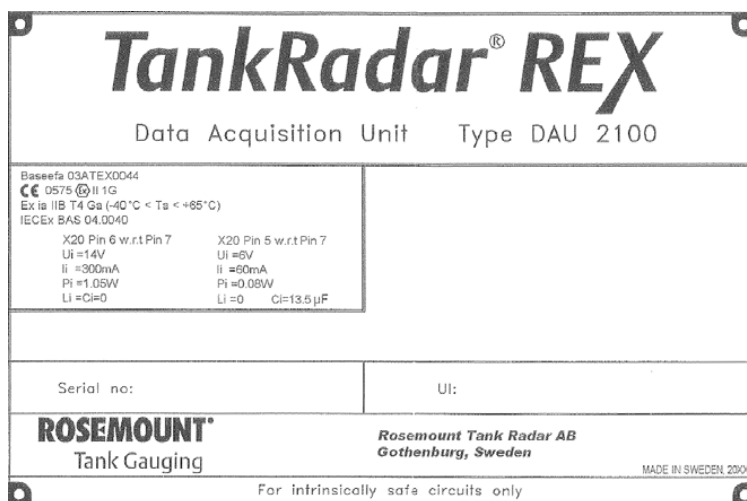 TankRadar® REX
Data Acquisition Unit Type DAU 2100
Baseefa 03ATEX0044
CE 0575 Ex II 1G
Ex ia IIB T4 Ga (-40°C < Ta < +65°C)
IECEx BAS 04.0040
X20 Pin 6 w.r.t Pin 7 X20 Pin 5 w.r.t Pin 7
Ui =14V Ui =6V
Ii =300mA Ii =60mA
Pi =1.05W Pi =0.08W
Li =Ci=0 Li =0 Ci=13.5 µF
Serial no: UI:
ROSEMOUNT®
Tank Gauging
Rosemount Tank Radar AB
Gothenburg, Sweden
MADE IN SWEDEN, 20XX
For intrinsically safe circuits only